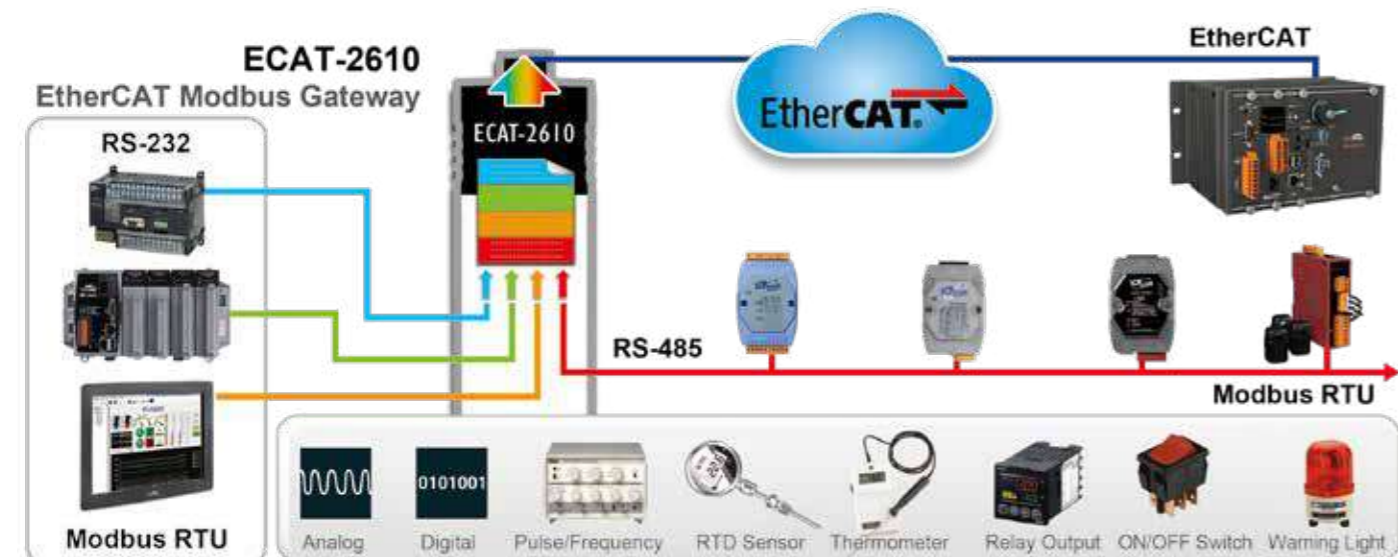 ECAT-2610
EtherCAT Modbus Gateway
RS-232
Modbus RTU
ECAT-2610
EtherCAT.
EtherCAT
RS-485
Modbus RTU
0101001
Analog
Digital
Pulse/Frequency
RTD Sensor
Thermometer
Relay Output
ON/OFF Switch
Warning Light